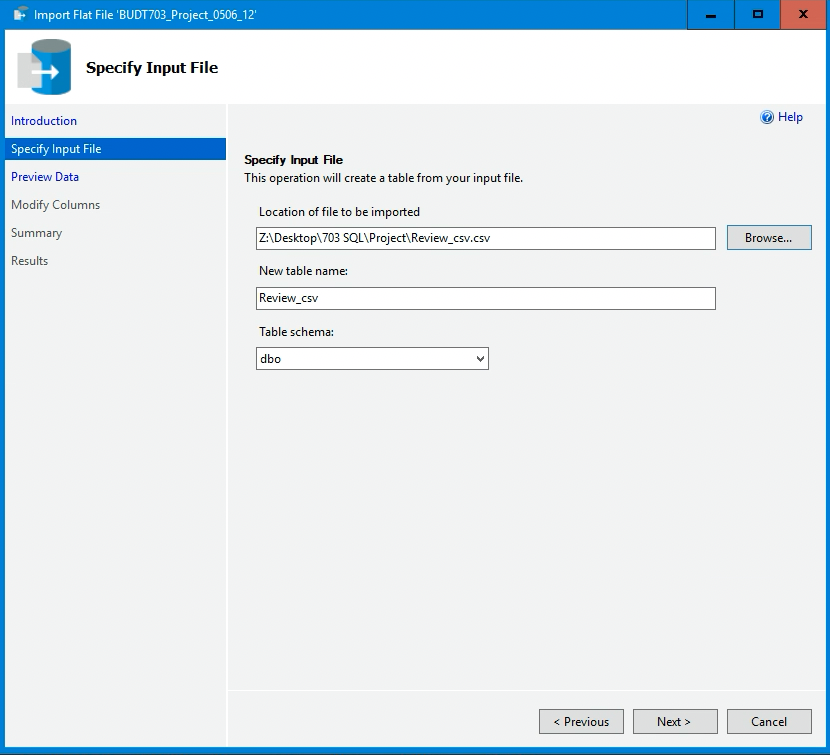 Import Flat File 'BUDT703_Project_0506_12'
Specify Input File
Introduction
Specify Input File
Preview Data
Modify Columns
Summary
Results
Help
Specify Input File
This operation will create a table from your input file.
Location of file to be imported
Z:\Desktop\703 SQL\Project\Review_csv.csv
Browse...
New table name:
Review_csv
Table schema:
dbo
< Previous
Next >
Cancel